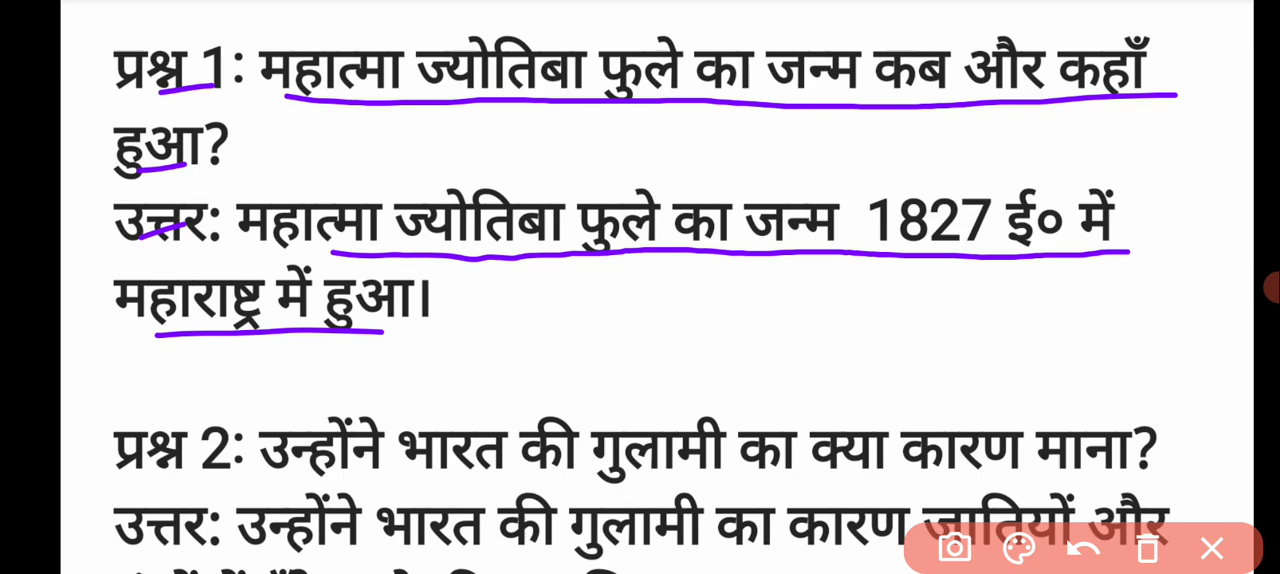 प्रश्न 1: महात्मा ज्योतिबा फुले का जन्म कब और कहाँ
हुआ?
उत्तर: महात्मा ज्योतिबा फुले का जन्म 1827 ई० में
महाराष्ट्र में हुआ।
प्रश्न 2: उन्होंने भारत की गुलामी का क्या कारण माना?
उत्तर: उन्होंने भारत की गुलामी का कारण जातियों और